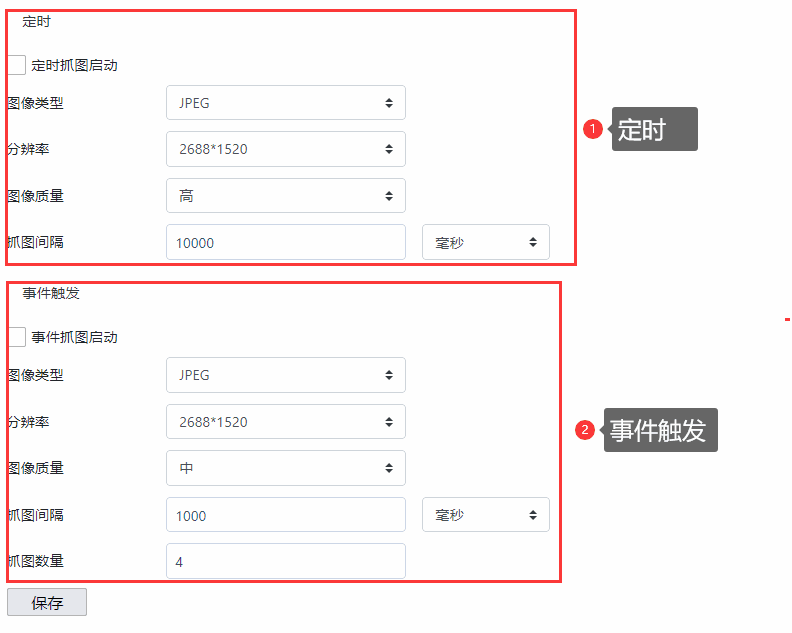 定时
定时抓图启动
图像类型 JPEG
分辨率 2688*1520
图像质量 高
抓图间隔 10000 毫秒
1 定时
事件触发
事件抓图启动
图像类型 JPEG
分辨率 2688*1520
图像质量 中
抓图间隔 1000 毫秒
抓图数量 4
2 事件触发
保存